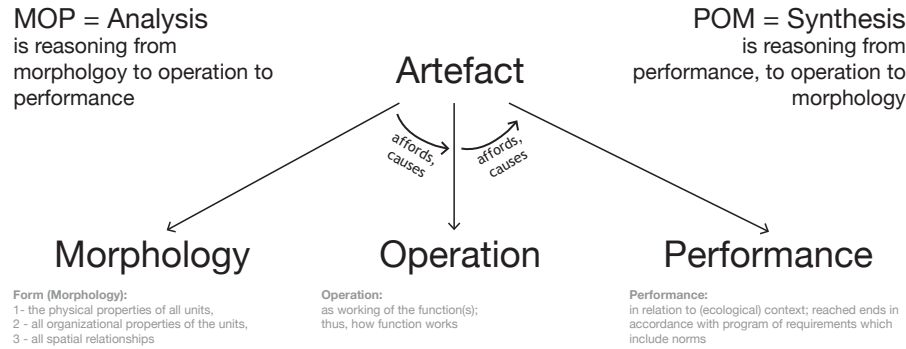 MOP = Analysis
is reasoning from
morpholgoy to operation to
performance
POM = Synthesis
is reasoning from
performance, to operation to
morphology
Artefact
affords,
causes
affords,
causes
Morphology
Operation
Performance
Form (Morphology):
1- the physical properties of all units,
2 - all organizational properties of the units,
3 - all spatial relationships
Operation:
as working of the function(s);
thus, how function works
Performance:
in relation to (ecological) context; reached ends in
accordance with program of requirements which
include norms